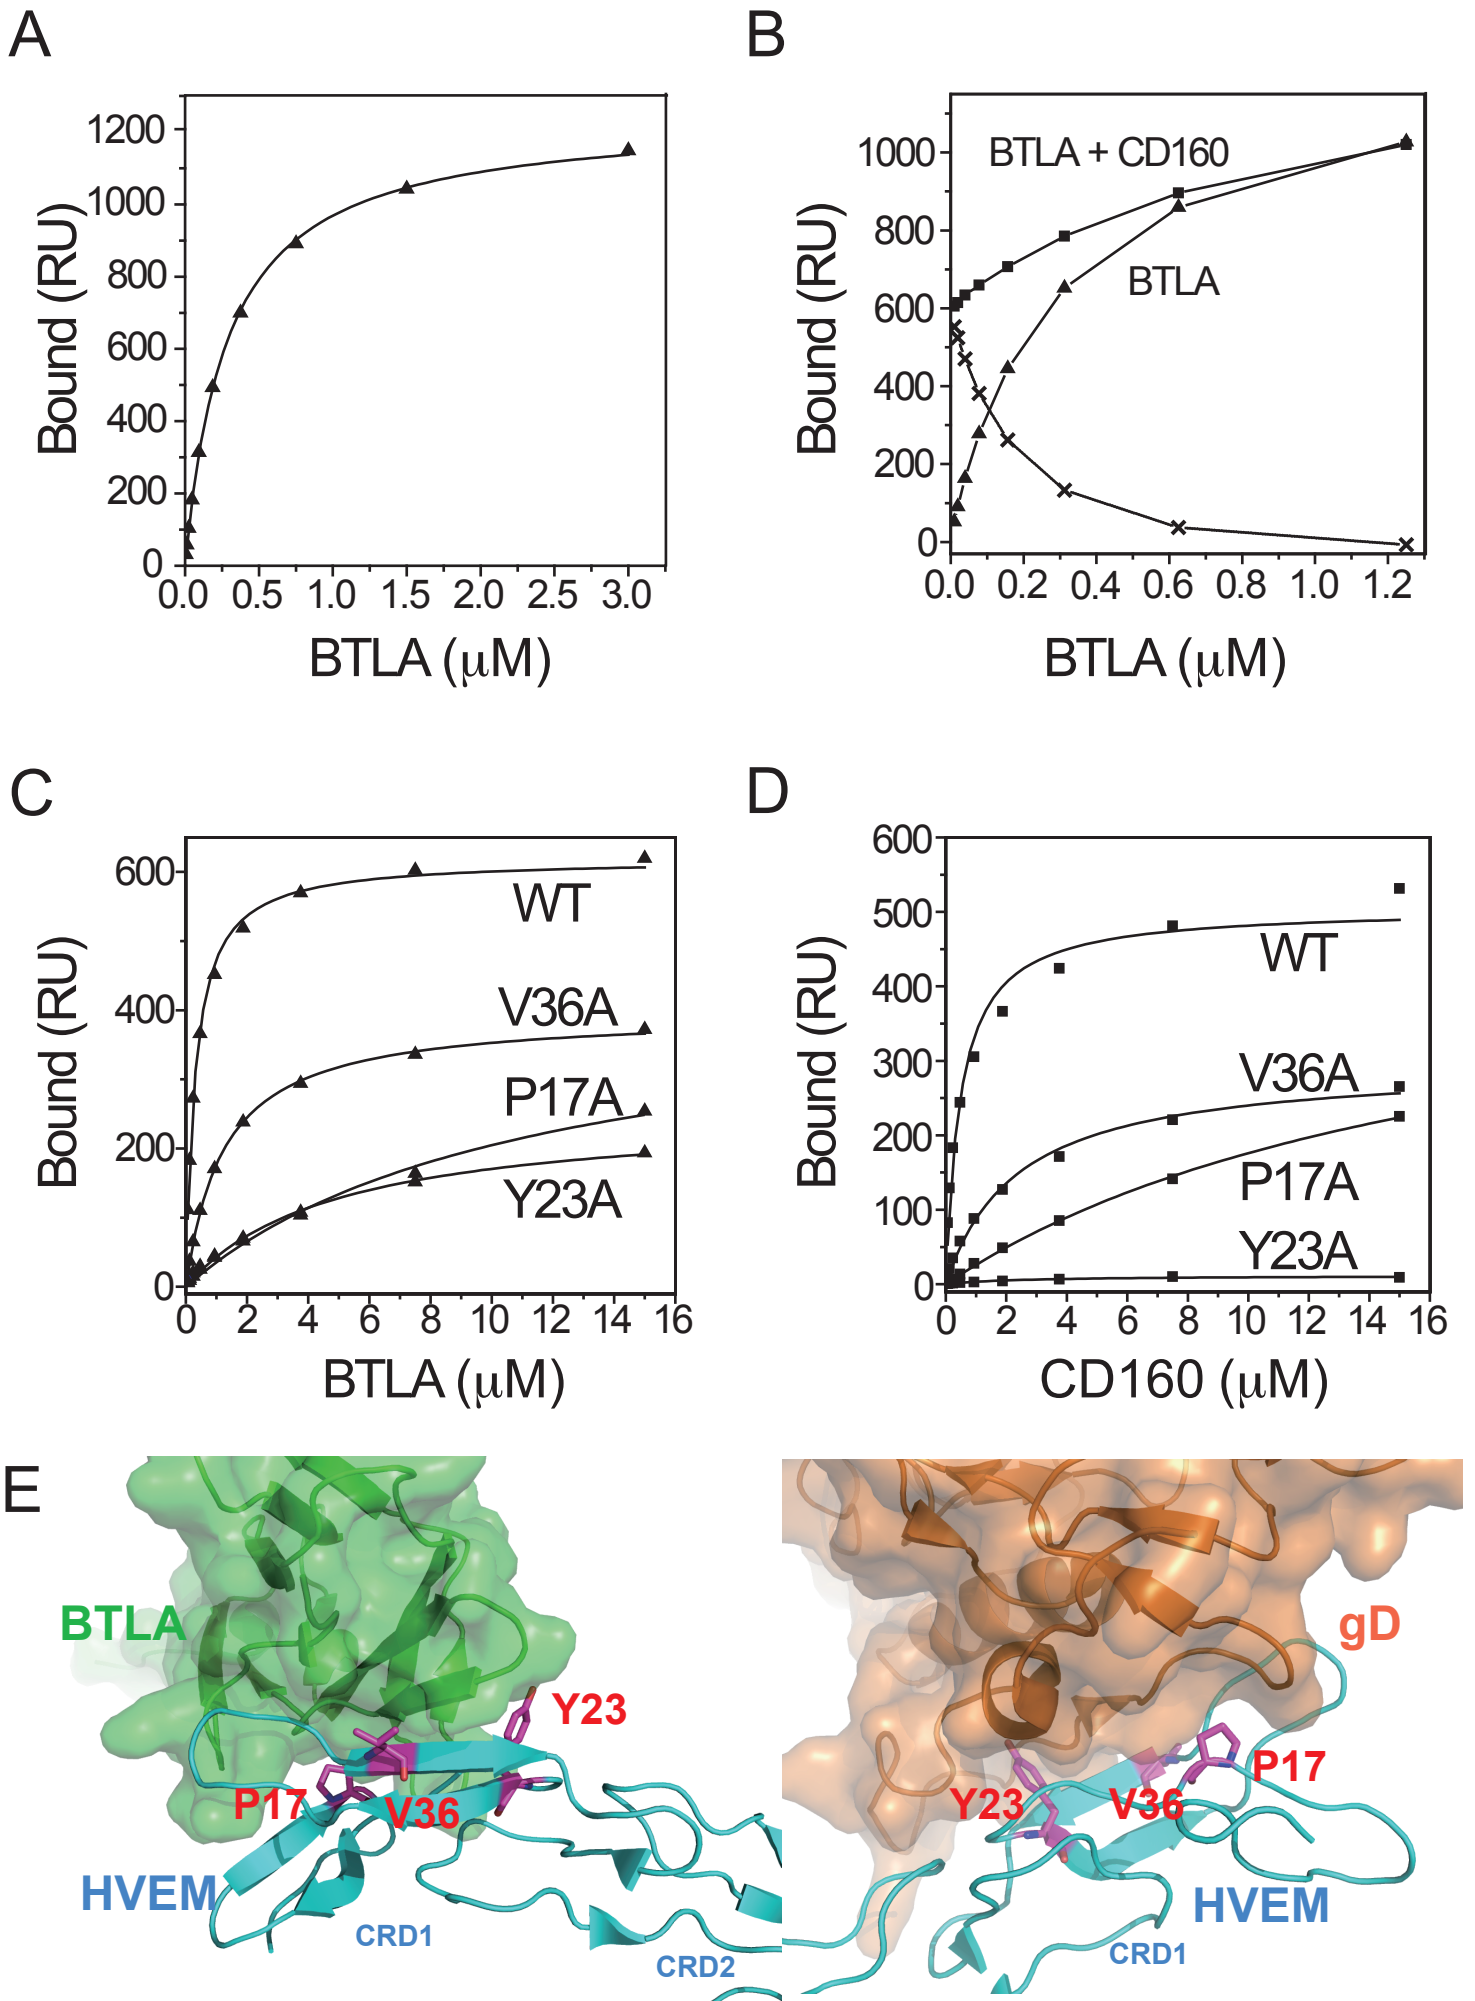 A
1200
1000
800
600
400
200
0
Bound (RU)
0.0 0.5 1.0 1.5 2.0 2.5 3.0
BTLA (μM)
B
1000
800
600
400
200
0
Bound (RU)
BTLA + CD160
BTLA
0.0 0.2 0.4 0.6 0.8 1.0 1.2
BTLA (μM)
C
600
400
200
0
Bound (RU)
WT
V36A
P17A
Y23A
0 2 4 6 8 10 12 14 16
BTLA (μM)
D
600
500
400
300
200
100
0
Bound (RU)
WT
V36A
P17A
Y23A
0 2 4 6 8 10 12 14 16
CD160 (μM)
E
BTLA
Y23
P17
V36
HVEM
CRD1
CRD2
gD
P17
Y23
V36
HVEM
CRD1